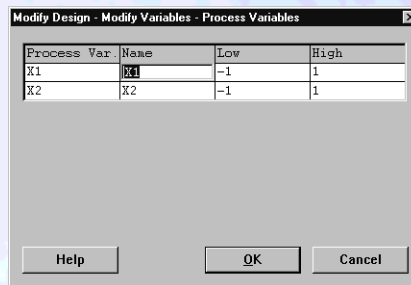 Modify Design - Modify Variables - Process Variables
Process Var. Name Low High
X1 X1 -1 1
X2 X2 -1 1
Help OK Cancel